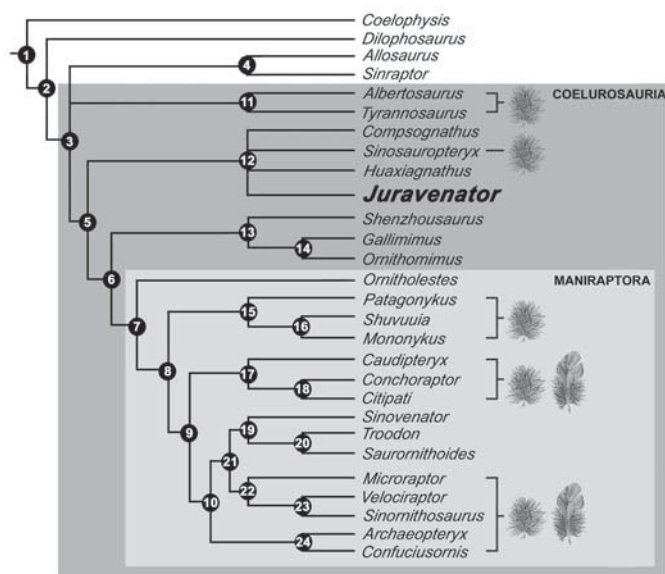 Coelophysis
1
Dilophosaurus
2
Allosaurus
4
Sinraptor
Albertosaurus
COELUROSAURIA
11
Tyrannosaurus
Compsognathus
3
12
Sinosauropteryx
Huaxiagnathus
Juravenator
Shenzhousaurus
5
13
Gallimimus
14
Ornithomimus
6
Ornitholestes
MANIRAPTORA
Patagonykus
15
Shuvuuia
7
16
Mononykus
Caudipteryx
8
17
Conchoraptor
18
Citipati
Sinovenator
19
9
Troodon
20
Saurornithoides
21
Microraptor
22
Velociraptor
10
23
Sinornithosaurus
Archaeopteryx
24
Confuciusornis